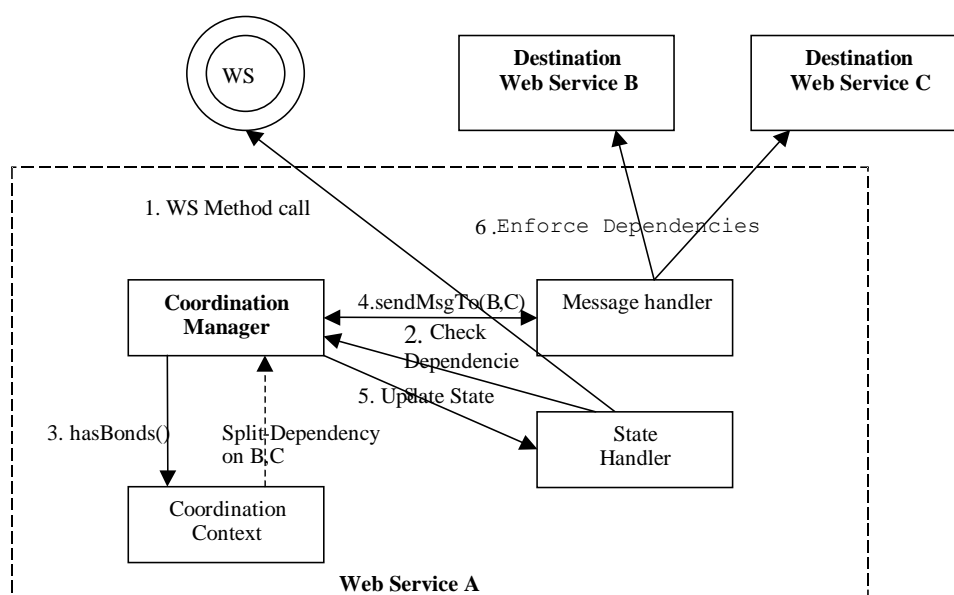 WS
Destination
Web Service B
Destination
Web Service C
1. WS Method call
6 .Enforce Dependencies
Coordination
Manager
4.sendMsgTo(B,C)
Message handler
2. Check
Dependencie
s
5. Update State
3. hasBonds()
Split-Dependency
on B,C
State
Handler
Coordination
Context
Web Service A